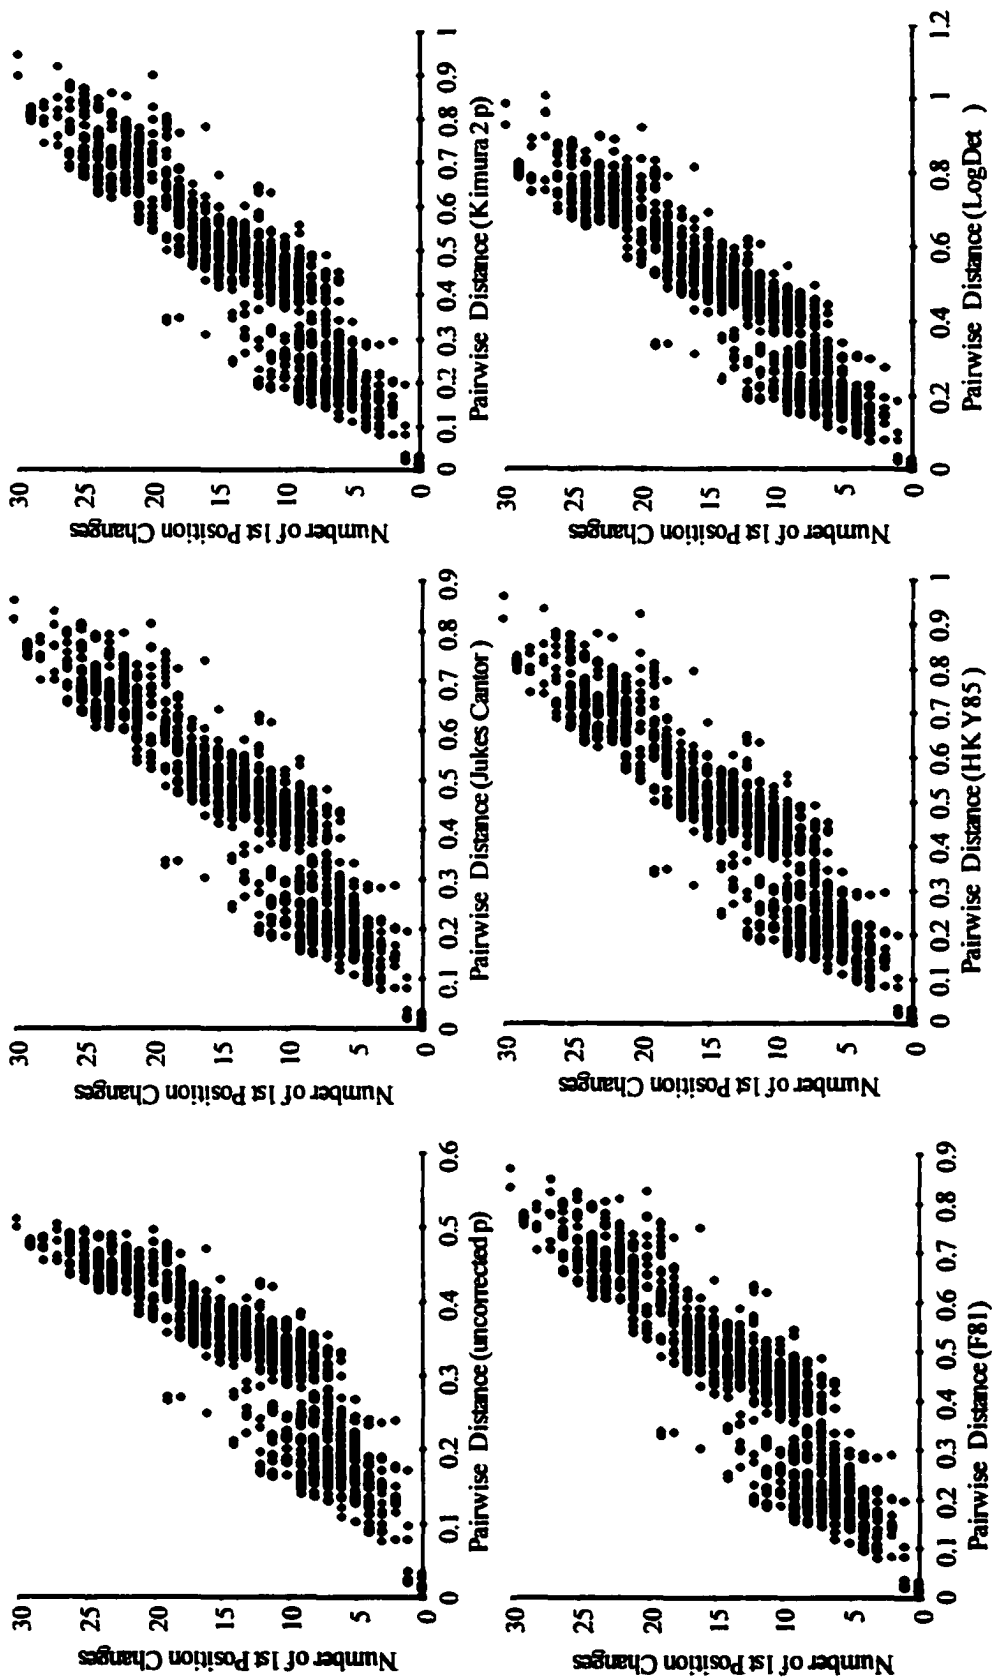 Number of 1st Position Changes
30
25
20
15
10
5
0
0 0.1 0.2 0.3 0.4 0.5 0.6
Pairwise Distance (uncorrected p)
Number of 1st Position Changes
30
25
20
15
10
5
0
0 0.1 0.2 0.3 0.4 0.5 0.6 0.7 0.8 0.9
Pairwise Distance (Jukes Cantor)
Number of 1st Position Changes
30
25
20
15
10
5
0
0 0.1 0.2 0.3 0.4 0.5 0.6 0.7 0.8 0.9 1
Pairwise Distance (Kimura 2p)
Number of 1st Position Changes
30
25
20
15
10
5
0
0 0.1 0.2 0.3 0.4 0.5 0.6 0.7 0.8 0.9
Pairwise Distance (F81)
Number of 1st Position Changes
30
25
20
15
10
5
0
0 0.1 0.2 0.3 0.4 0.5 0.6 0.7 0.8 0.9 1
Pairwise Distance (HKY85)
Number of 1st Position Changes
30
25
20
15
10
5
0
0 0.2 0.4 0.6 0.8 1 1.2
Pairwise Distance (LogDet )